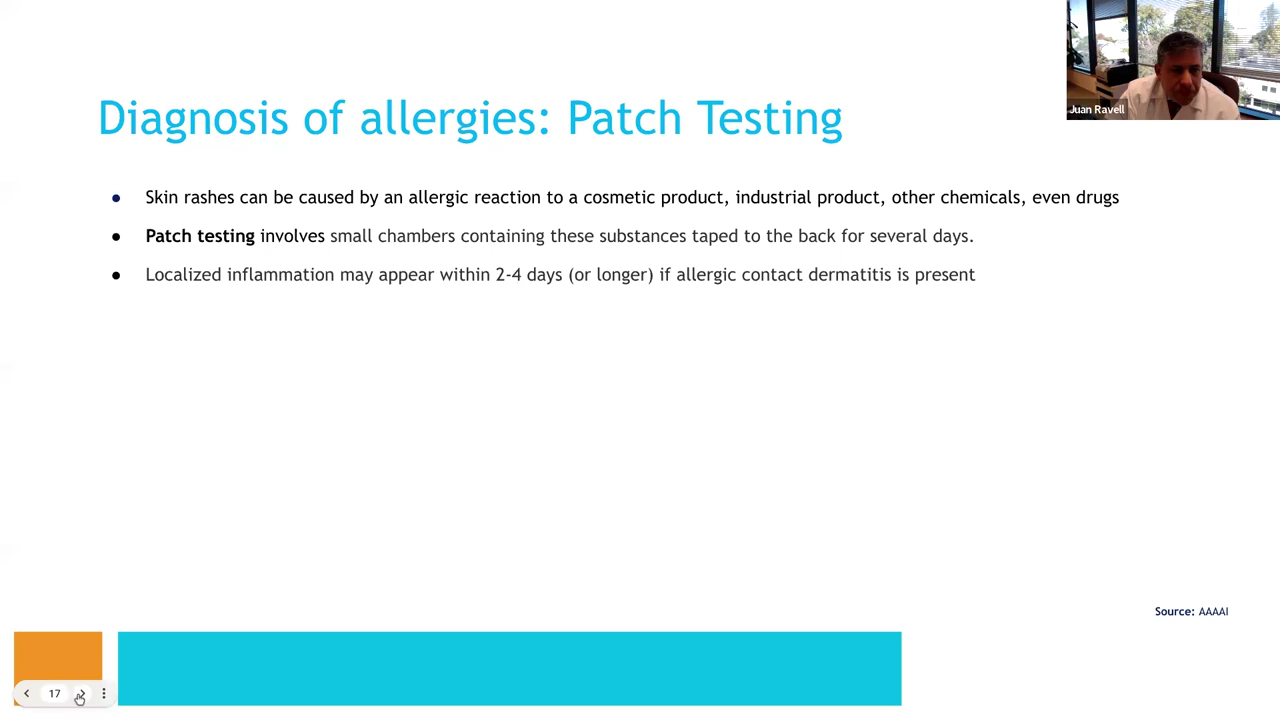 Juan Ravell
Diagnosis of allergies: Patch Testing
● Skin rashes can be caused by an allergic reaction to a cosmetic product, industrial product, other chemicals, even drugs
● Patch testing involves small chambers containing these substances taped to the back for several days.
● Localized inflammation may appear within 2-4 days (or longer) if allergic contact dermatitis is present
Source: AAAAI
17